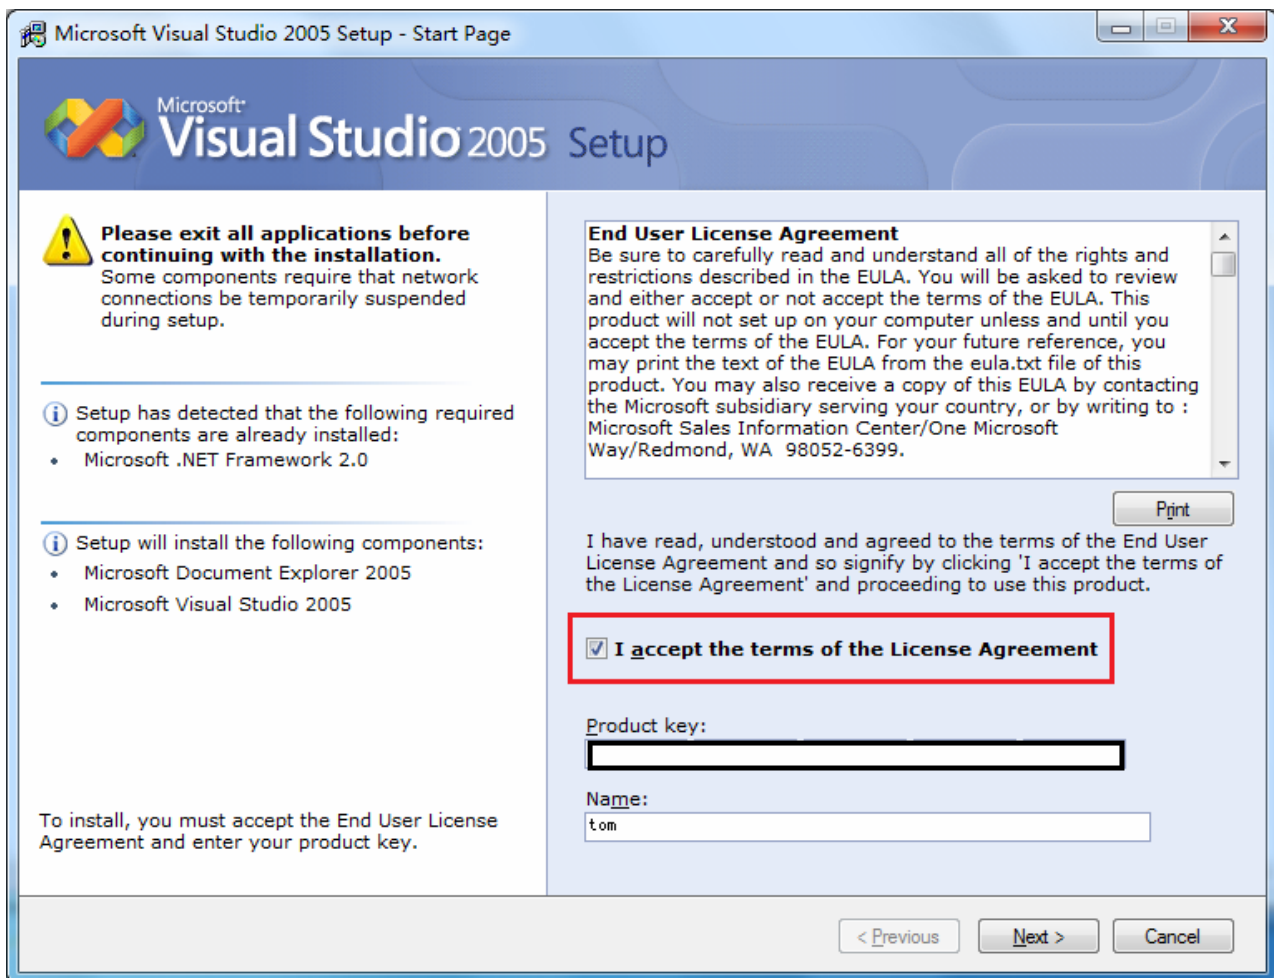 Microsoft Visual Studio 2005 Setup - Start Page
Microsoft
Visual Studio 2005 Setup
Please exit all applications before
continuing with the installation.
Some components require that network
connections be temporarily suspended
during setup.
Setup has detected that the following required
components are already installed:
• Microsoft .NET Framework 2.0
Setup will install the following components:
• Microsoft Document Explorer 2005
• Microsoft Visual Studio 2005
To install, you must accept the End User License
Agreement and enter your product key.
End User License Agreement
Be sure to carefully read and understand all of the rights and
restrictions described in the EULA. You will be asked to review
and either accept or not accept the terms of the EULA. This
product will not set up on your computer unless and until you
accept the terms of the EULA. For your future reference, you
may print the text of the EULA from the eula.txt file of this
product. You may also receive a copy of this EULA by contacting
the Microsoft subsidiary serving your country, or by writing to :
Microsoft Sales Information Center/One Microsoft
Way/Redmond, WA  98052-6399.
Print
I have read, understood and agreed to the terms of the End User
License Agreement and so signify by clicking 'I accept the terms of
the License Agreement' and proceeding to use this product.
I accept the terms of the License Agreement
Product key:
Name:
tom
< Previous
Next >
Cancel